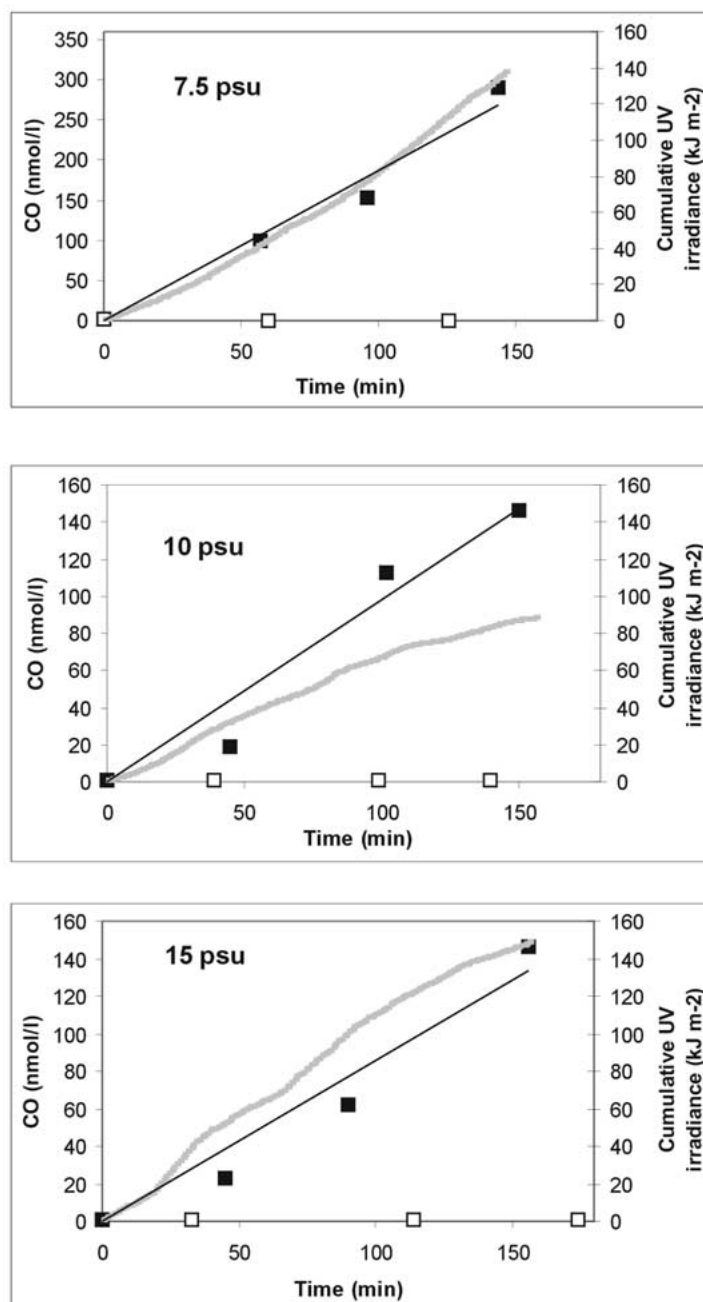 7.5 psu
CO (nmol/l)
350
300
250
200
150
100
50
0
0 50 100 150
Time (min)
160
140
120
100
80
60
40
20
0
Cumulative UV
irradiance (kJ m-2)
10 psu
CO (nmol/l)
160
140
120
100
80
60
40
20
0
0 50 100 150
Time (min)
160
140
120
100
80
60
40
20
0
Cumulative UV
irradiance (kJ m-2)
15 psu
CO (nmol/l)
160
140
120
100
80
60
40
20
0
0 50 100 150
Time (min)
160
140
120
100
80
60
40
20
0
Cumulative UV
irradiance (kJ m-2)